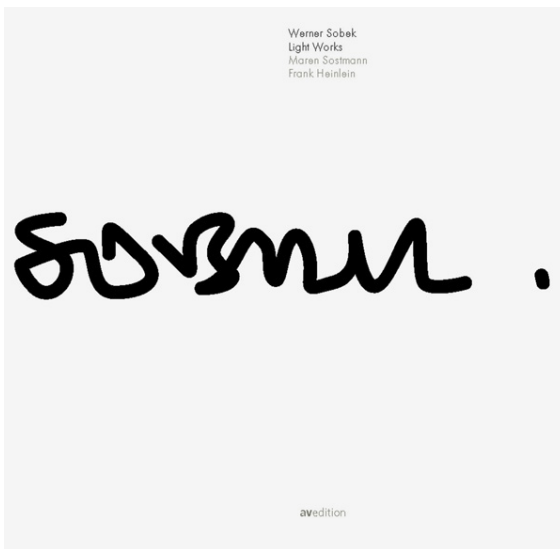 Werner Sobek
Light Works
Maren Sostmann
Frank Heinlein
avedition